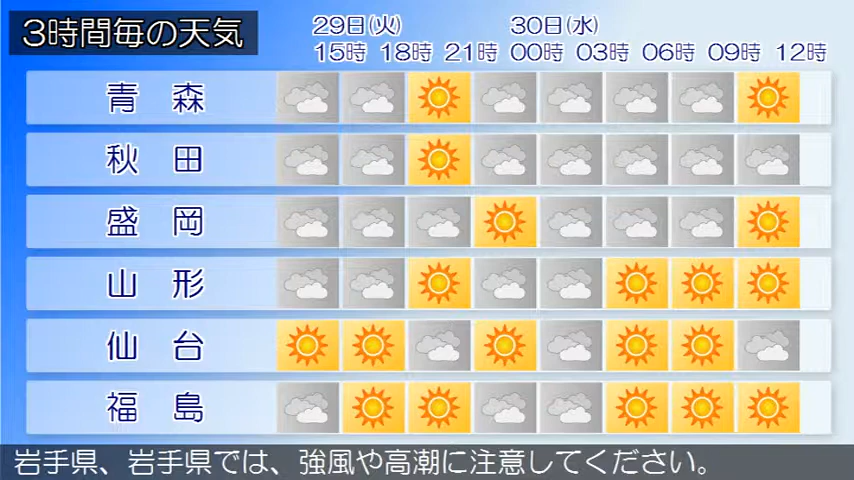 3時間毎の天気
29日(火) 30日(水)
15時 18時 21時 00時 03時 06時 09時 12時
青 森
秋 田
盛 岡
山 形
仙 台
福 島
岩手県、岩手県では、強風や高潮に注意してください。